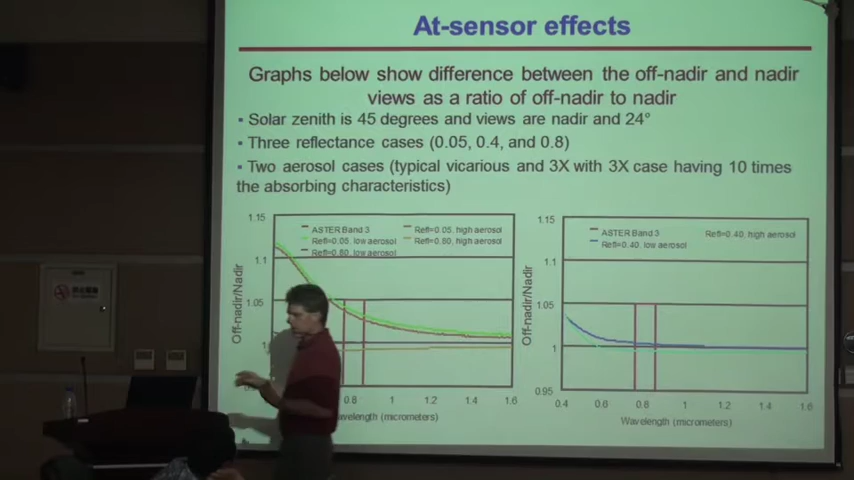 At-sensor effects
Graphs below show difference between the off-nadir and nadir
views as a ratio of off-nadir to nadir
• Solar zenith is 45 degrees and views are nadir and 24°
• Three reflectance cases (0.05, 0.4, and 0.8)
• Two aerosol cases (typical vicarious and 3X with 3X case having 10 times
the absorbing characteristics)
1.15
ASTER Band 3
Refl=0.05, high aerosol
Refl=0.05, low aerosol
Refl=0.80, high aerosol
Refl=0.80, low aerosol
1.1
1.05
Off-nadir/Nadir
0.8
1
1.2
1.4
1.6
wavelength (micrometers)
1.15
ASTER Band 3
Refl=0.40, high aerosol
Refl=0.40, low aerosol
1.1
1.05
1
0.95
Off-nadir/Nadir
0.4
0.6
0.8
1
1.2
1.4
1.6
Wavelength (micrometers)